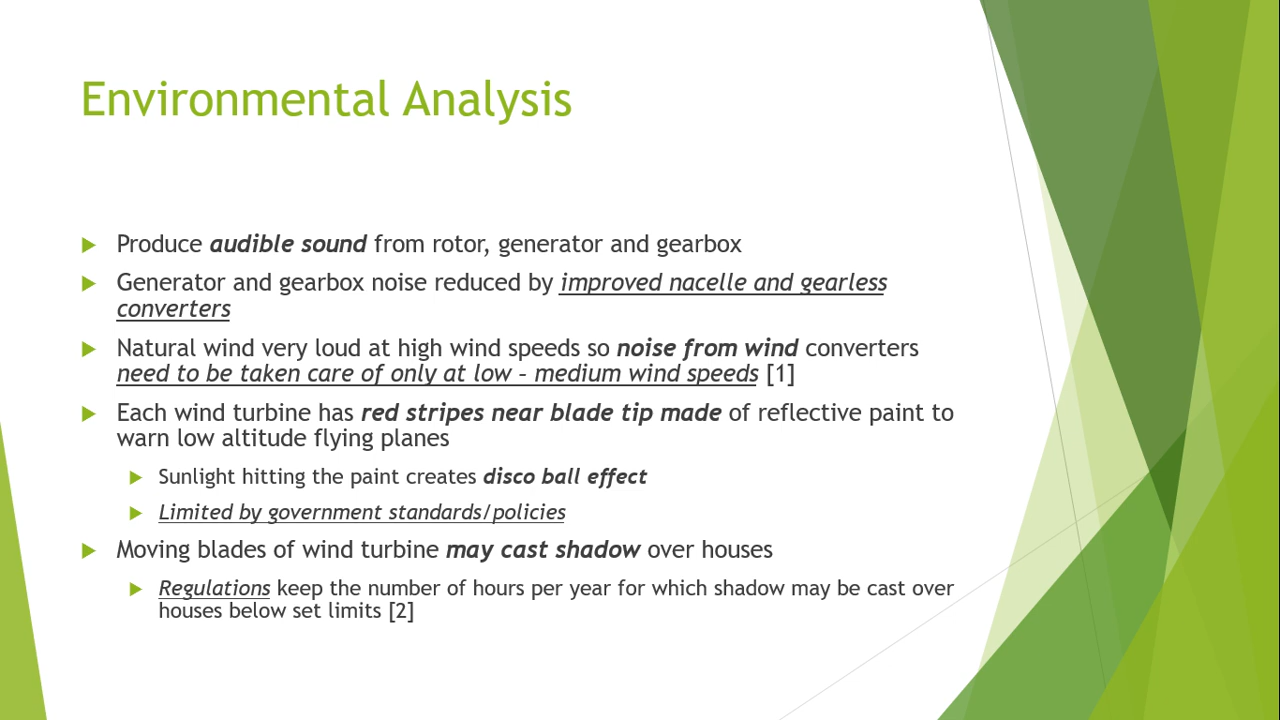 Environmental Analysis
Produce audible sound from rotor, generator and gearbox
Generator and gearbox noise reduced by improved nacelle and gearless
converters
Natural wind very loud at high wind speeds so noise from wind converters
need to be taken care of only at low – medium wind speeds [1]
Each wind turbine has red stripes near blade tip made of reflective paint to
warn low altitude flying planes
Sunlight hitting the paint creates disco ball effect
Limited by government standards/policies
Moving blades of wind turbine may cast shadow over houses
Regulations keep the number of hours per year for which shadow may be cast over
houses below set limits [2]